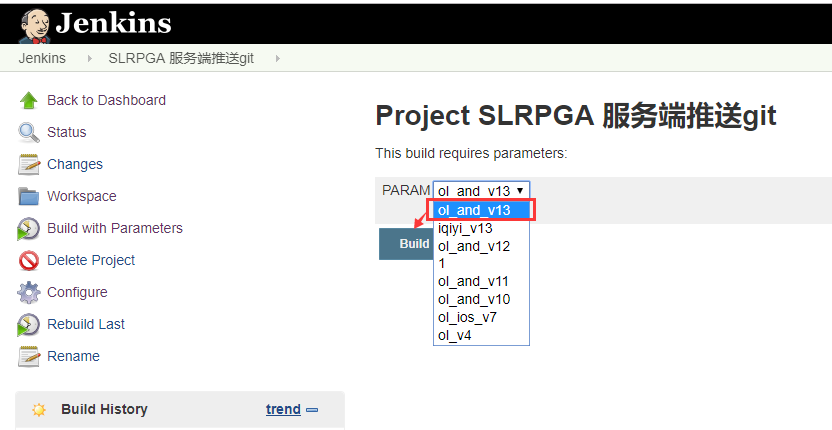 Jenkins
Jenkins SLRPGA 服务端推送git
Back to Dashboard
Status
Changes
Workspace
Build with Parameters
Delete Project
Configure
Rebuild Last
Rename
Build History trend
Project SLRPGA 服务端推送git
This build requires parameters:
PARAM ol_and_v13
ol_and_v13
iqiyi_v13
ol_and_v12
1
ol_and_v11
ol_and_v10
ol_ios_v7
ol_v4
Build